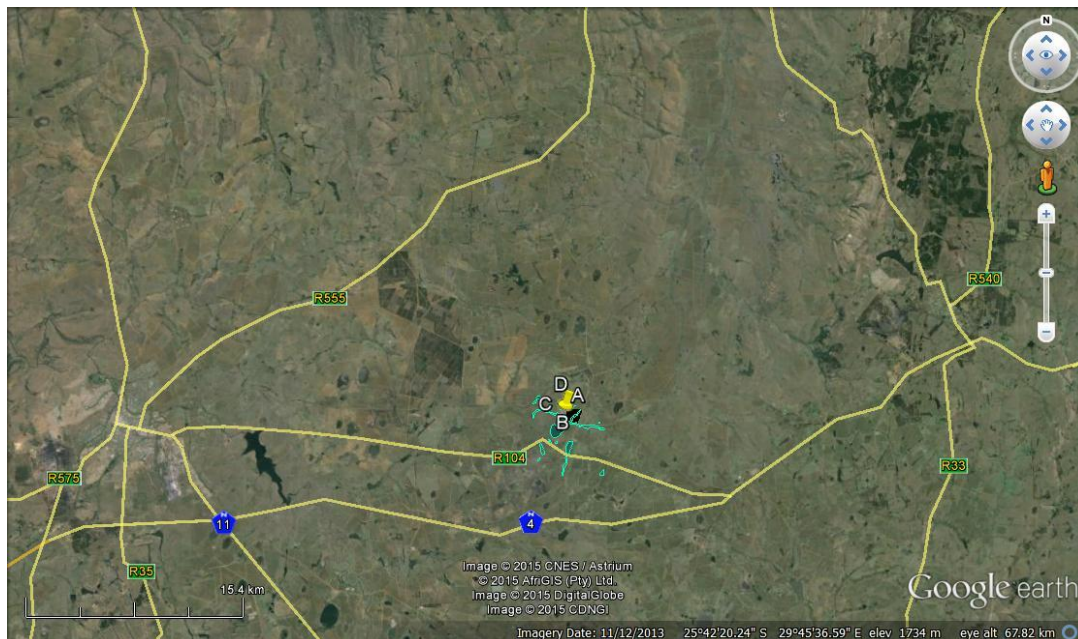 N
R555
R540
D
A
C
B
R104
R575
R33
11
4
R35
15.4 km
Image © 2015 CNES / Astrium
© 2015 AfriGIS (Pty) Ltd.
Image © 2015 DigitalGlobe
Image © 2015 CDNGI
Google earth
Imagery Date: 11/12/2013 25°42'20.24" S 29°45'36.59" E elev 1734 m eye alt 67.82 km